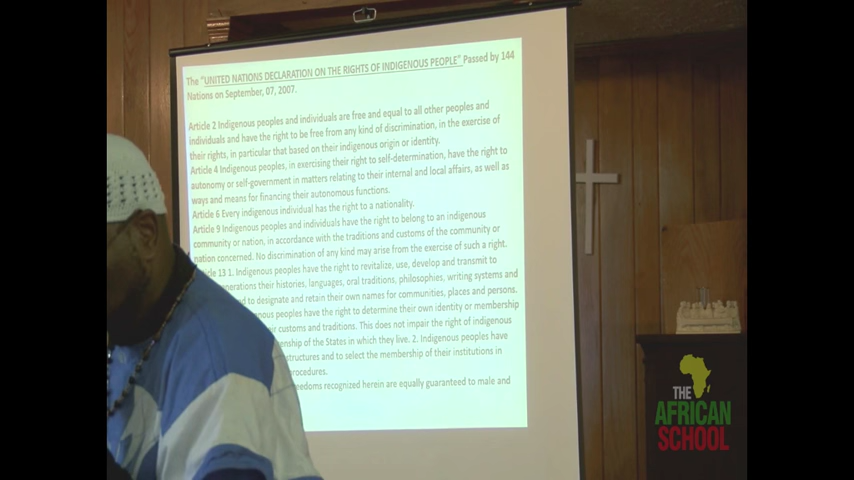 The "UNITED NATIONS DECLARATION ON THE RIGHTS OF INDIGENOUS PEOPLE" Passed by 144
Nations on September, 07, 2007.
Article 2 Indigenous peoples and individuals are free and equal to all other peoples and
individuals and have the right to be free from any kind of discrimination, in the exercise of
their rights, in particular that based on their indigenous origin or identity.
Article 4 Indigenous peoples, in exercising their right to self-determination, have the right to
autonomy or self-government in matters relating to their internal and local affairs, as well as
ways and means for financing their autonomous functions.
Article 6 Every indigenous individual has the right to a nationality.
Article 9 Indigenous peoples and individuals have the right to belong to an indigenous
community or nation, in accordance with the traditions and customs of the community or
nation concerned. No discrimination of any kind may arise from the exercise of such a right.
13 1. Indigenous peoples have the right to revitalize, use, develop and transmit to
their histories, languages, oral traditions, philosophies, writing systems and
to designate and retain their own names for communities, places and persons.
peoples have the right to determine their own identity or membership
customs and traditions. This does not impair the right of indigenous
of the States in which they live. 2. Indigenous peoples have
structures and to select the membership of their institutions in
recognized herein are equally guaranteed to male and
THE
AFRICAN
SCHOOL